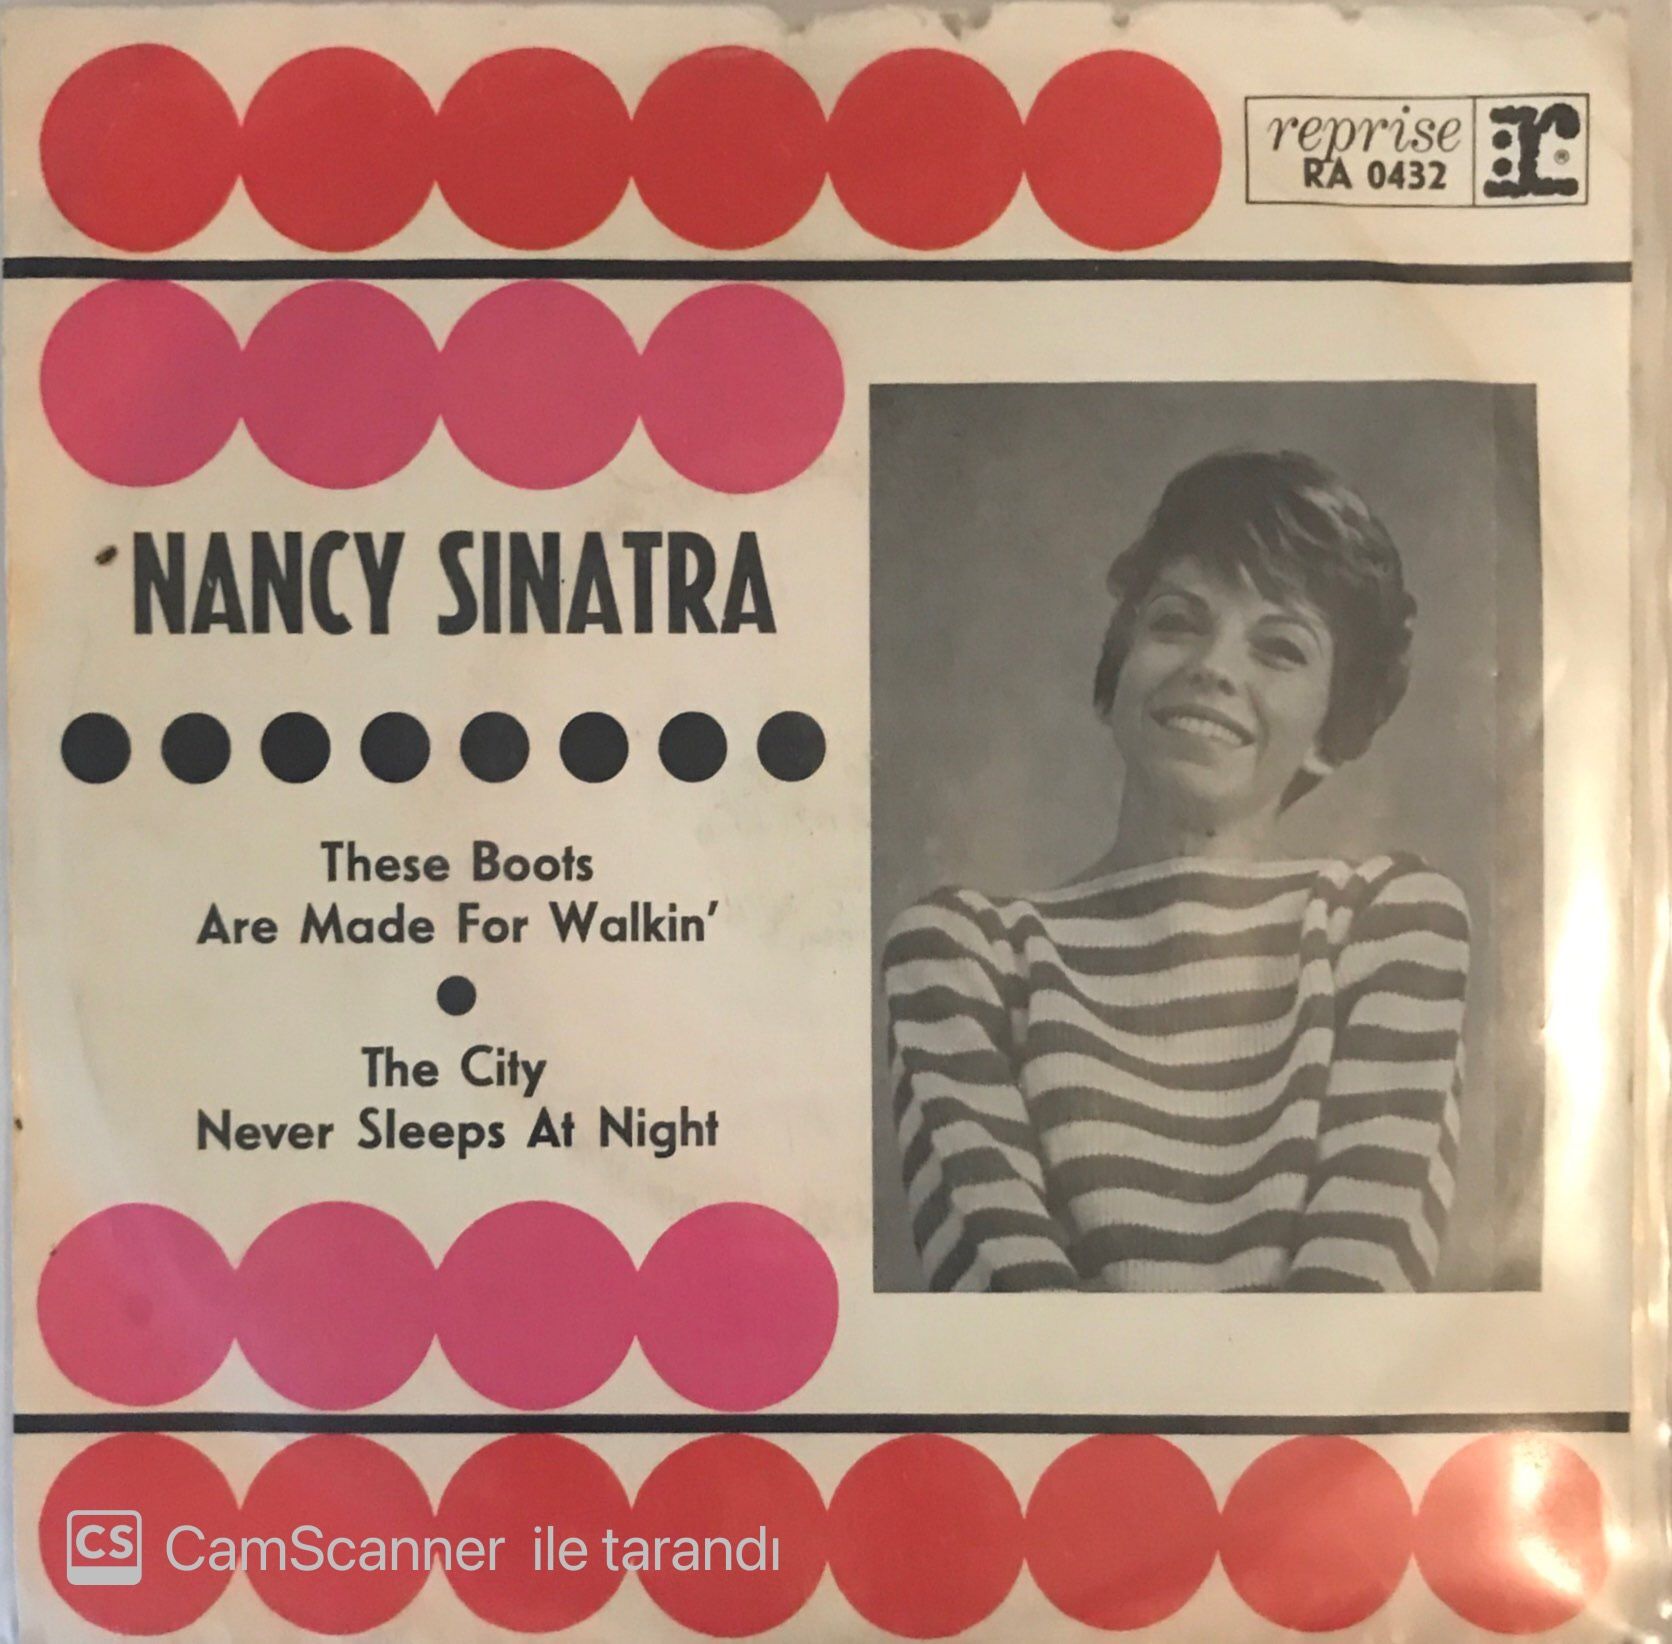 reprise
RA 0432
r
NANCY SINATRA
These Boots
Are Made For Walkin'
The City
Never Sleeps At Night
CS CamScanner ile tarandı